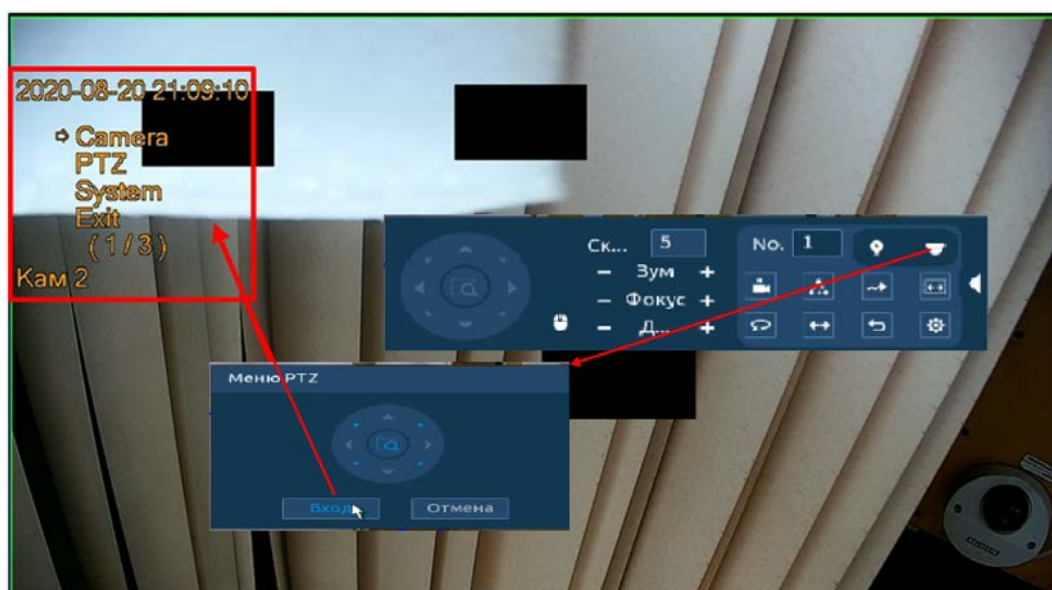 2020-08-20 21:09:10
Camera
PTZ
System
Exit
(1/3)
Кам 2
Ск... 5
Зум
Фокус
Д...
No. 1
Меню PTZ
Вход
Отмена